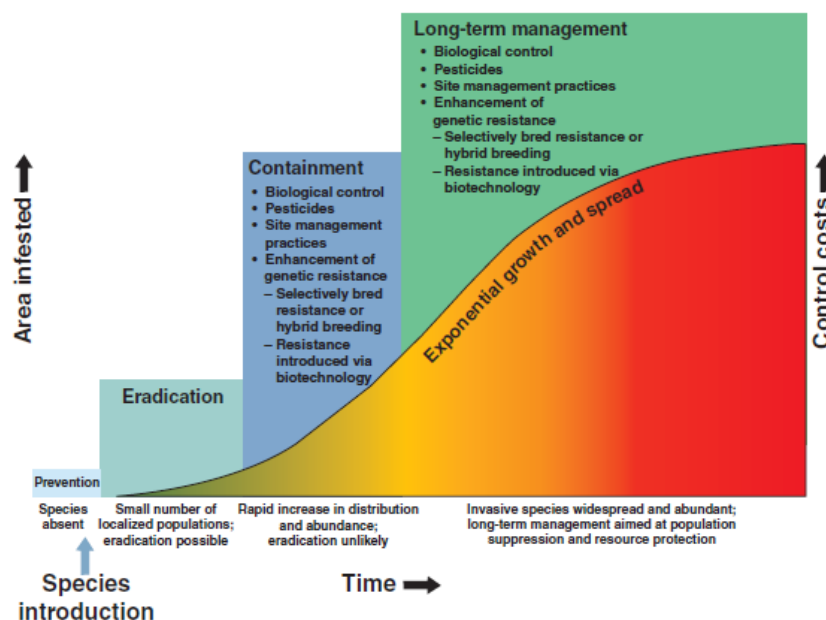 Long-term management
• Biological control
• Pesticides
• Site management practices
• Enhancement of
genetic resistance
– Selectively bred resistance or
hybrid breeding
– Resistance introduced via
biotechnology
Containment
• Biological control
• Pesticides
• Site management
practices
• Enhancement of
genetic resistance
– Selectively bred
resistance or
hybrid breeding
– Resistance
introduced via
biotechnology
Eradication
Prevention
Exponential growth and spread
Area infested
Control costs
Species
absent
Small number of
localized populations;
eradication possible
Rapid increase in distribution
and abundance;
eradication unlikely
Invasive species widespread and abundant;
long-term management aimed at population
suppression and resource protection
Species
introduction
Time